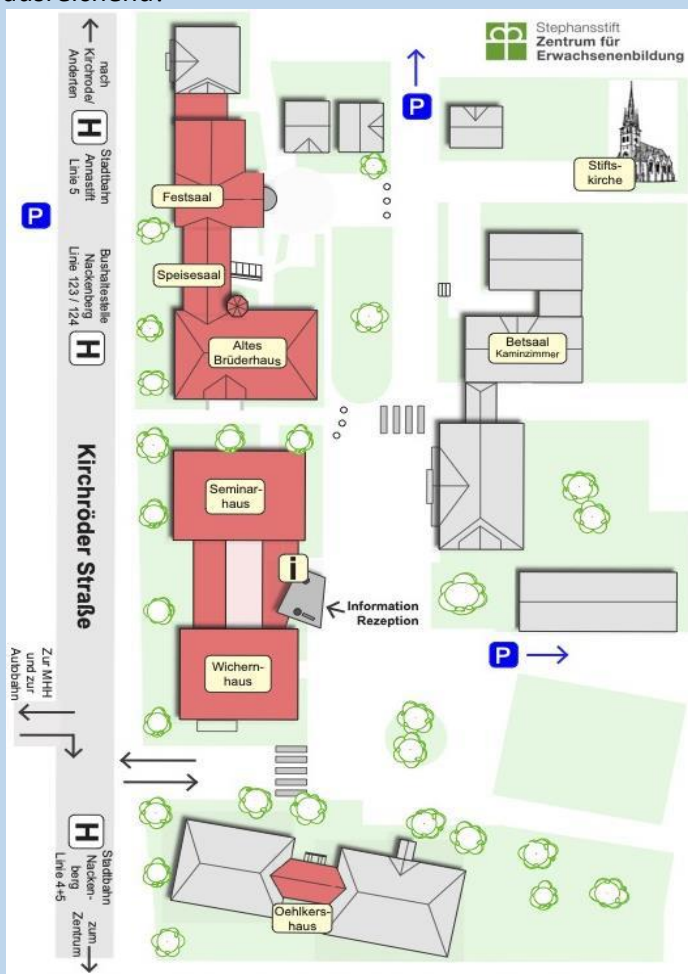 ausreichend.
Stephansstift
Zentrum für
Erwachsenenbildung
nach
Kirchrode/
Anderten
H
Stadtbahn
Annastift
Linie 5
P
P
Stifts-
kirche
Festsaal
Speisesaal
Bushaltestelle
Nackenberg
Linie 123 / 124
H
Altes
Brüderhaus
Betsaal
Kaminzimmer
Kirchröder Straße
Seminar-
haus
i
Information
Rezeption
P
Wichern-
haus
Zur MHH
und zur
Autobahn
H
Stadtbahn
Nacken-
berg
Linie 4+5
zum
Zentrum
Oehlkers-
haus